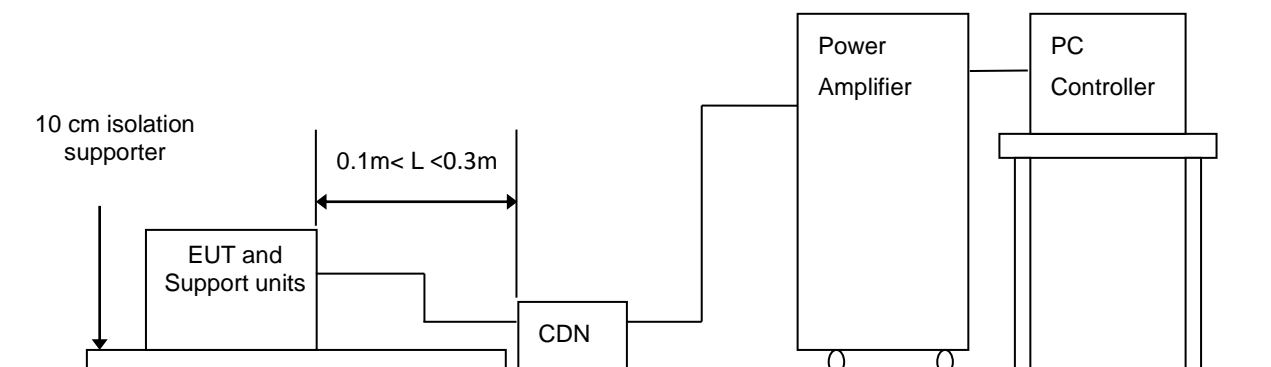 Power
Amplifier
PC
Controller
10 cm isolation
supporter
0.1m< L <0.3m
EUT and
Support units
CDN